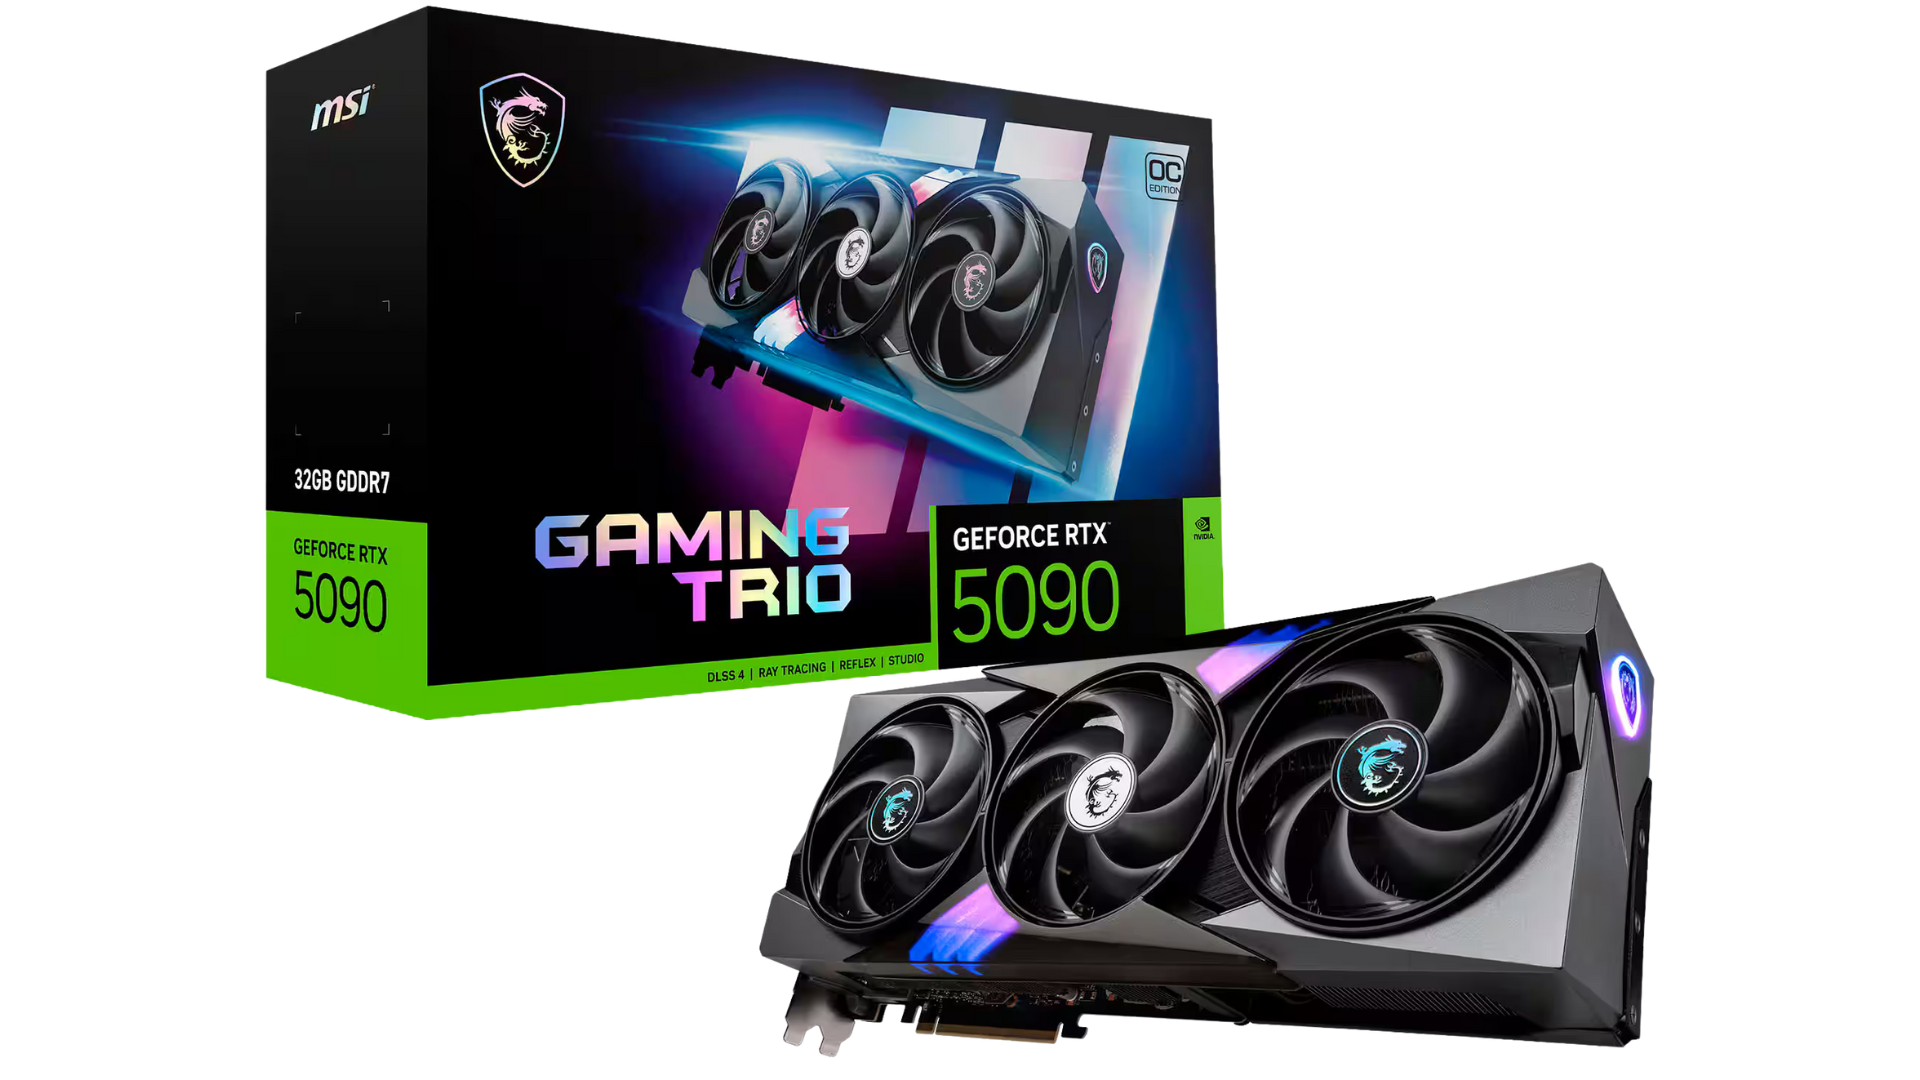 msi
32GB GDDR7
GEFORCE RTX
5090
OC
EDITION
GAMING
TRIO
GEFORCE RTX™
5090
NVIDIA.
DLSS 4 | RAY TRACING | REFLEX | STUDIO